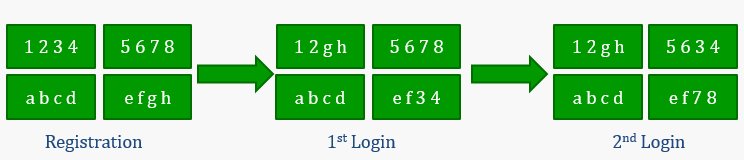 1 2 3 4 5 6 7 8 1 2 g h 5 6 7 8 1 2 g h 5 6 3 4
a b c d e f g h a b c d e f 3 4 a b c d e f 7 8
Registration 1st Login 2nd Login